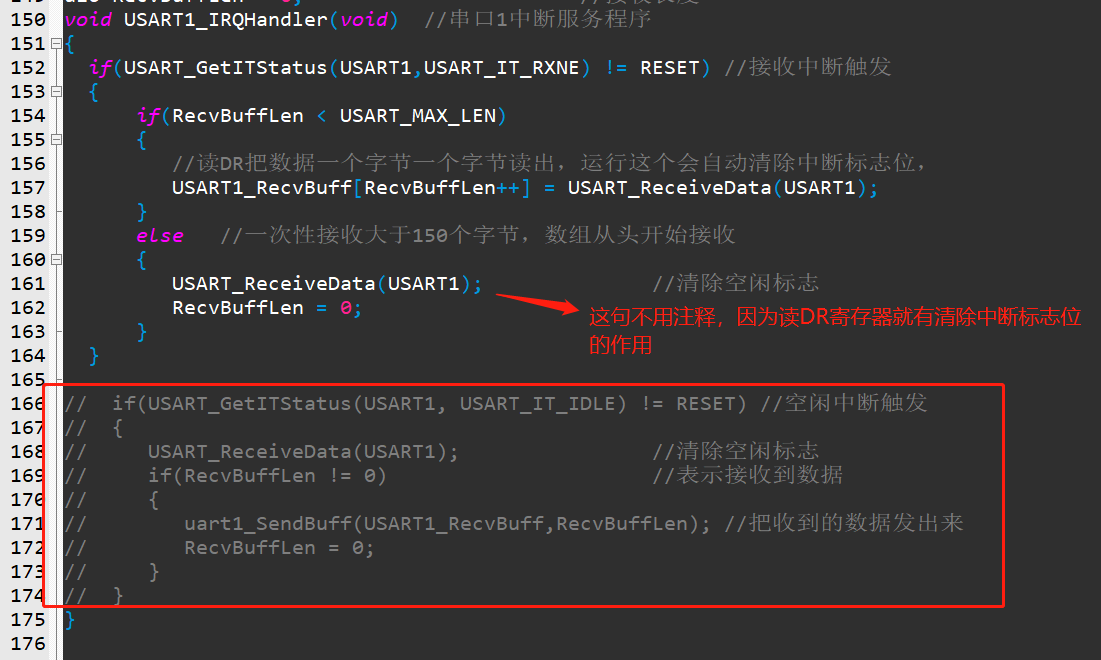 150 void USART1_IRQHandler(void)  //串口1中断服务程序
151 {
152   if(USART_GetITStatus(USART1,USART_IT_RXNE) != RESET) //接收中断触发
153   {
154       if(RecvBuffLen < USART_MAX_LEN)
155       {
156          //读DR把数据一个字节一个字节读出，运行这个会自动清除中断标志位，
157          USART1_RecvBuff[RecvBuffLen++] = USART_ReceiveData(USART1);
158       }
159       else   //一次性接收大于150个字节，数组从头开始接收
160       {
161          USART_ReceiveData(USART1);              //清除空闲标志
162          RecvBuffLen = 0;
这句不用注释，因为读DR寄存器就有清除中断标志位
的作用
163       }
164   }
165
166 //  if(USART_GetITStatus(USART1, USART_IT_IDLE) != RESET) //空闲中断触发
167 //  {
168 //     USART_ReceiveData(USART1);                //清除空闲标志
169 //     if(RecvBuffLen != 0)                      //表示接收到数据
170 //     {
171 //        uart1_SendBuff(USART1_RecvBuff,RecvBuffLen); //把收到的数据发出来
172 //        RecvBuffLen = 0;
173 //     }
174 //  }
175 }
176